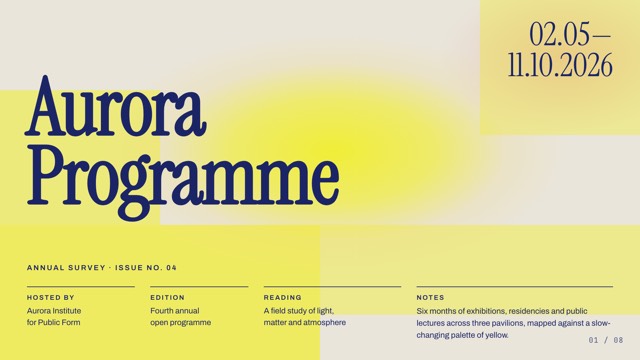 02.05—
11.10.2026
Aurora
Programme
ANNUAL SURVEY · ISSUE NO. 04
HOSTED BY
Aurora Institute
for Public Form
EDITION
Fourth annual
open programme
READING
A field study of light,
matter and atmosphere
NOTES
Six months of exhibitions, residencies and public
lectures across three pavilions, mapped against a slow-
changing palette of yellow.
01 / 08